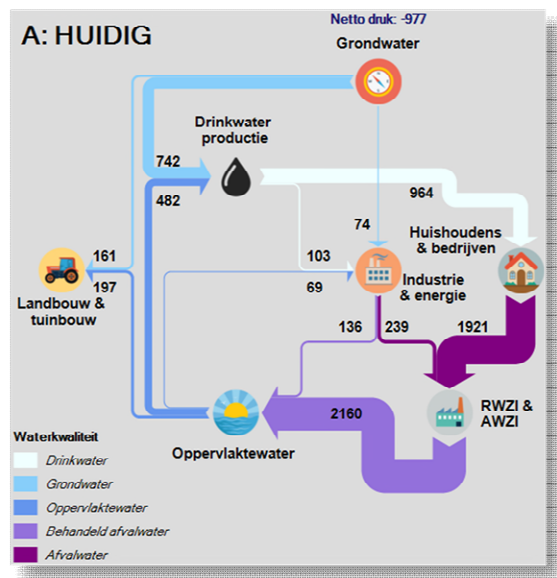 A: HUIDIG
Netto druk: -977
Grondwater
Drinkwater
productie
742
482
964
74
Huishoudens
& bedrijven
161
197
103
69
Industrie
& energie
Landbouw &
tuinbouw
136
239
1921
2160
RWZI &
AWZI
Oppervlaktewater
Waterkwaliteit
Drinkwater
Grondwater
Oppervlaktewater
Behandeld afvalwater
Afvalwater